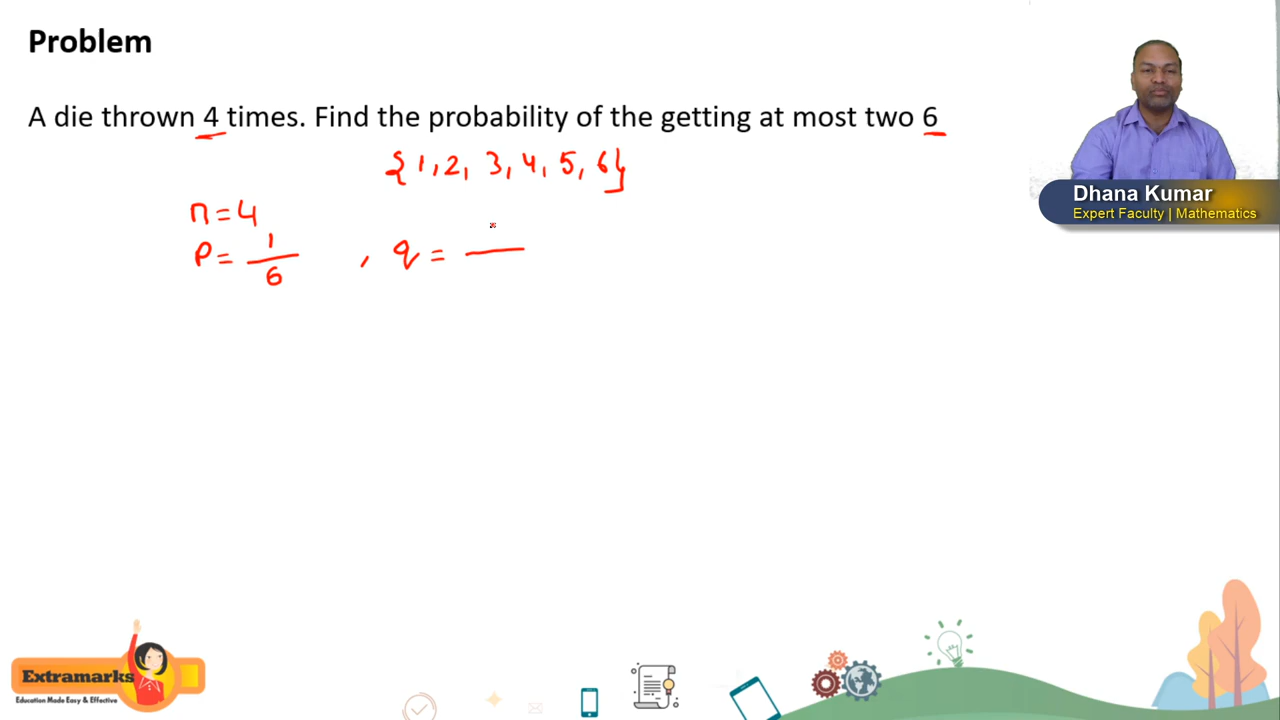 Problem
A die thrown 4 times. Find the probability of the getting at most two 6
{1, 2, 3, 4, 5, 6}
n = 4
P = 1/6 , q = —
Dhana Kumar
Expert Faculty | Mathematics
Extramarks
Education Made Easy & Effective